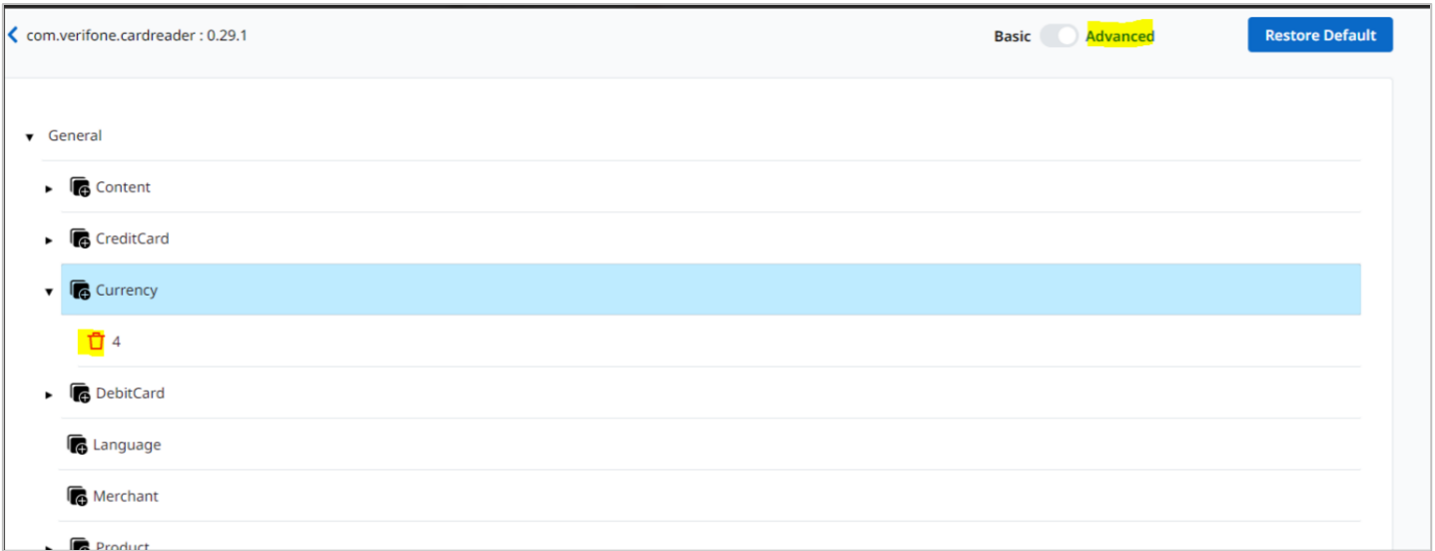 com.verifone.cardreader : 0.29.1 Basic Advanced Restore Default
General
Content
CreditCard
Currency
4
DebitCard
Language
Merchant
Product